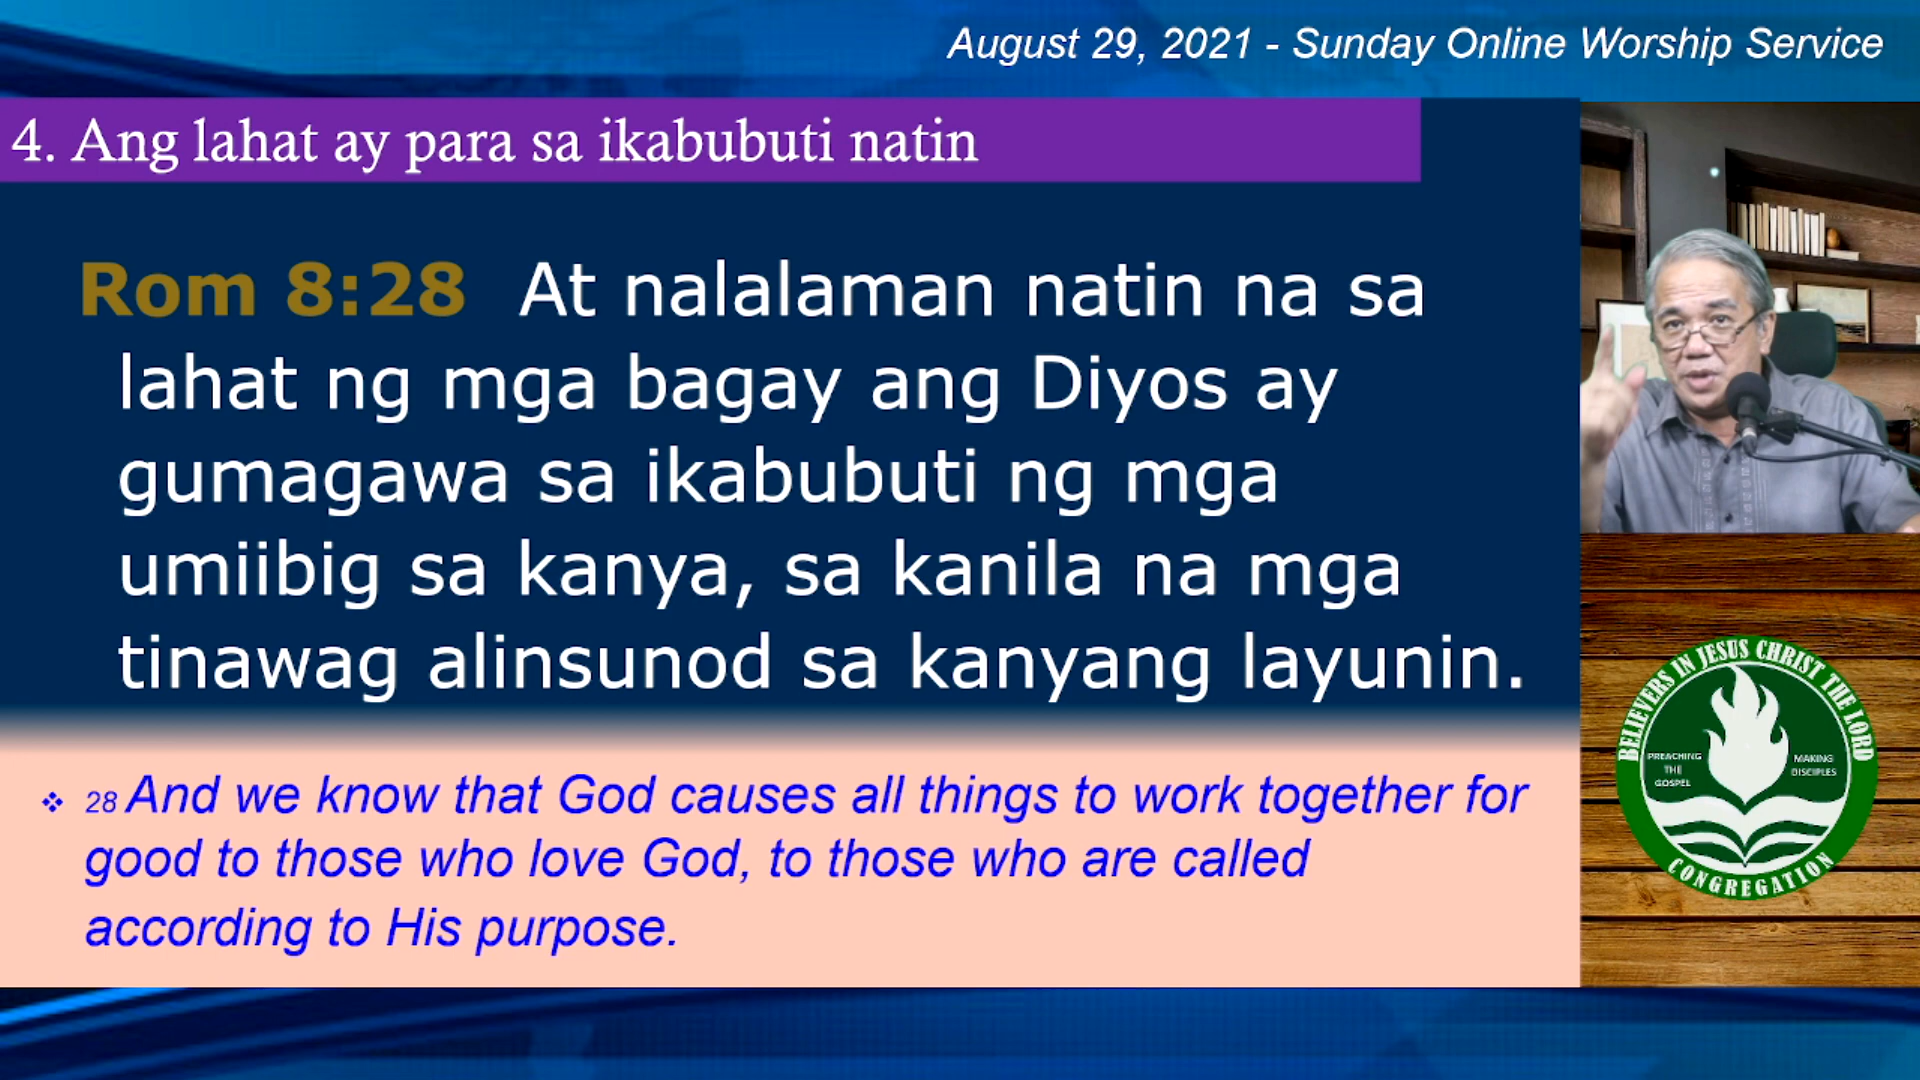 August 29, 2021 - Sunday Online Worship Service
4. Ang lahat ay para sa ikabubuti natin
Rom 8:28 At nalalaman natin na sa
lahat ng mga bagay ang Diyos ay
gumagawa sa ikabubuti ng mga
umiibig sa kanya, sa kanila na mga
tinawag alinsunod sa kanyang layunin.
❖ 28 And we know that God causes all things to work together for
good to those who love God, to those who are called
according to His purpose.
BELIEVERS IN JESUS CHRIST THE LORD
PREACHING
THE
GOSPEL
MAKING
DISCIPLES
CONGREGATION